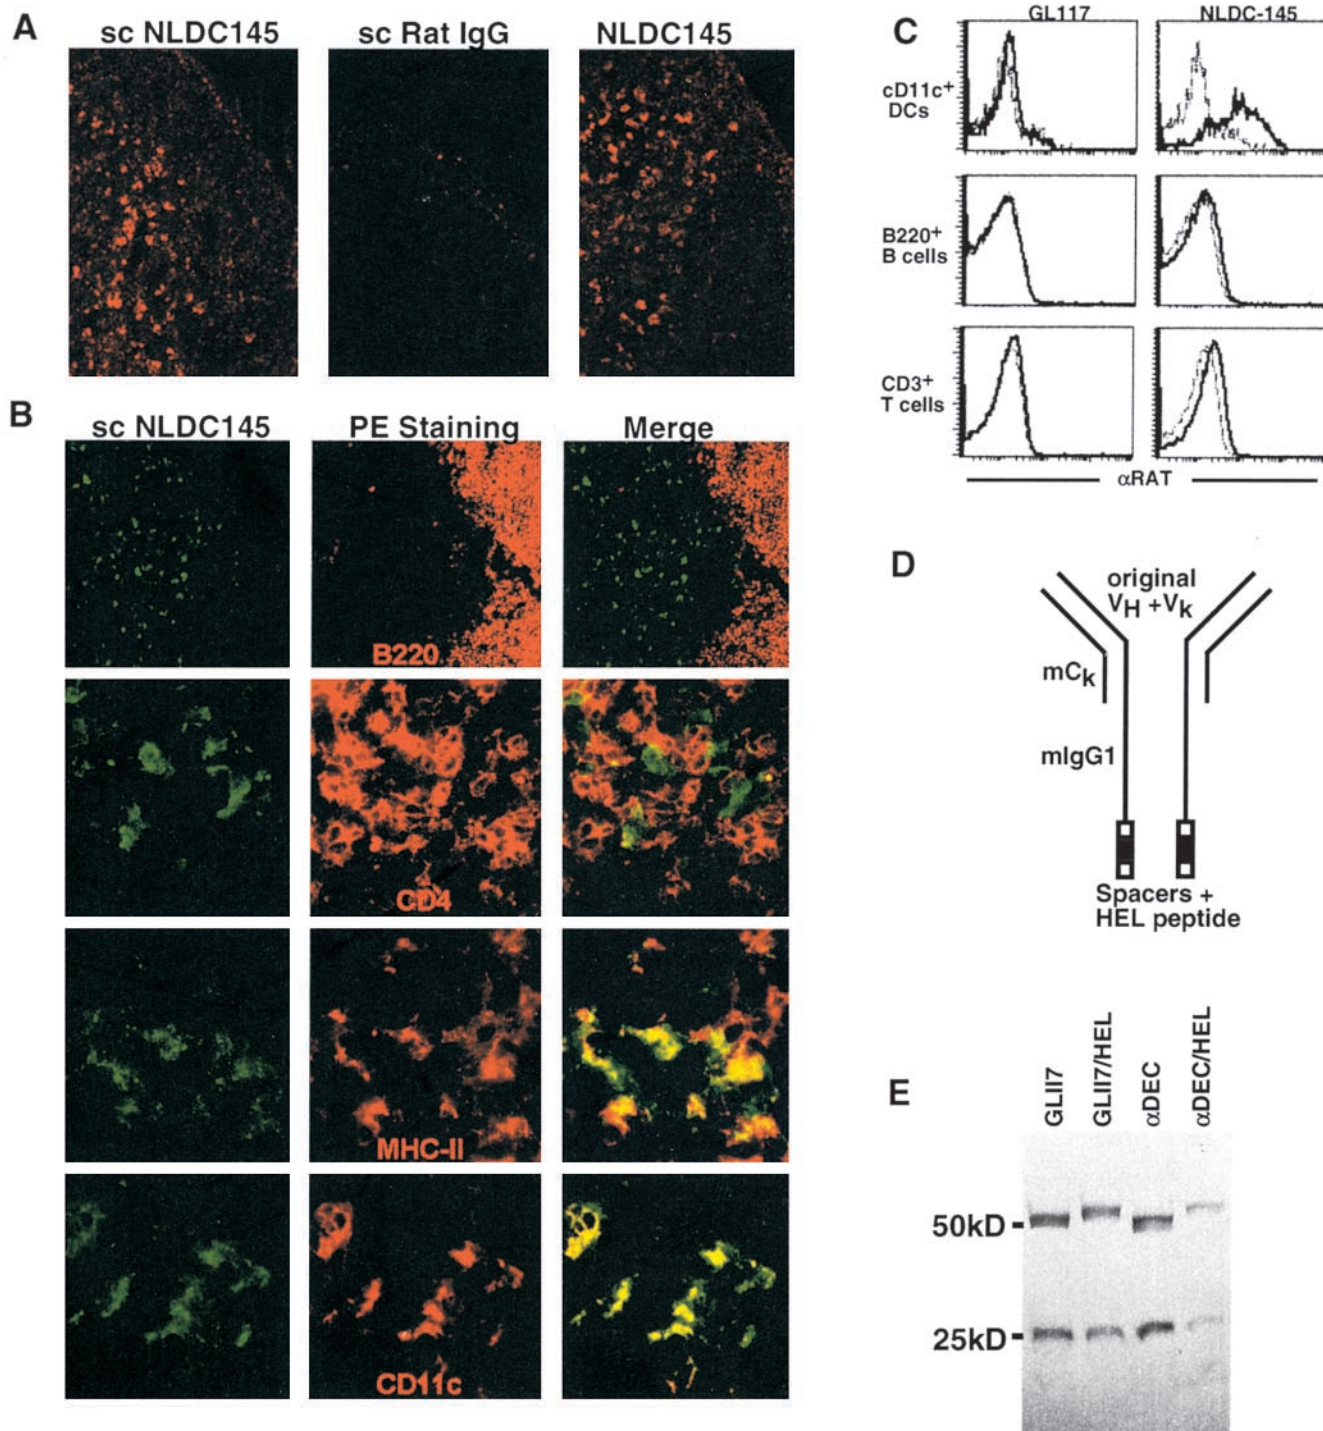 A
sc NLDC145
sc Rat IgG
NLDC145
B
sc NLDC145
PE Staining
Merge
B220
CD4
MHC-II
CD11c
C
GL117
NLDC-145
cD11c+
DCs
B220+
B cells
CD3+
T cells
αRAT
D
original
VH +Vk
mCk
mIgG1
Spacers +
HEL peptide
E
GLII7
GLII7/HEL
αDEC
αDEC/HEL
50kD
25kD